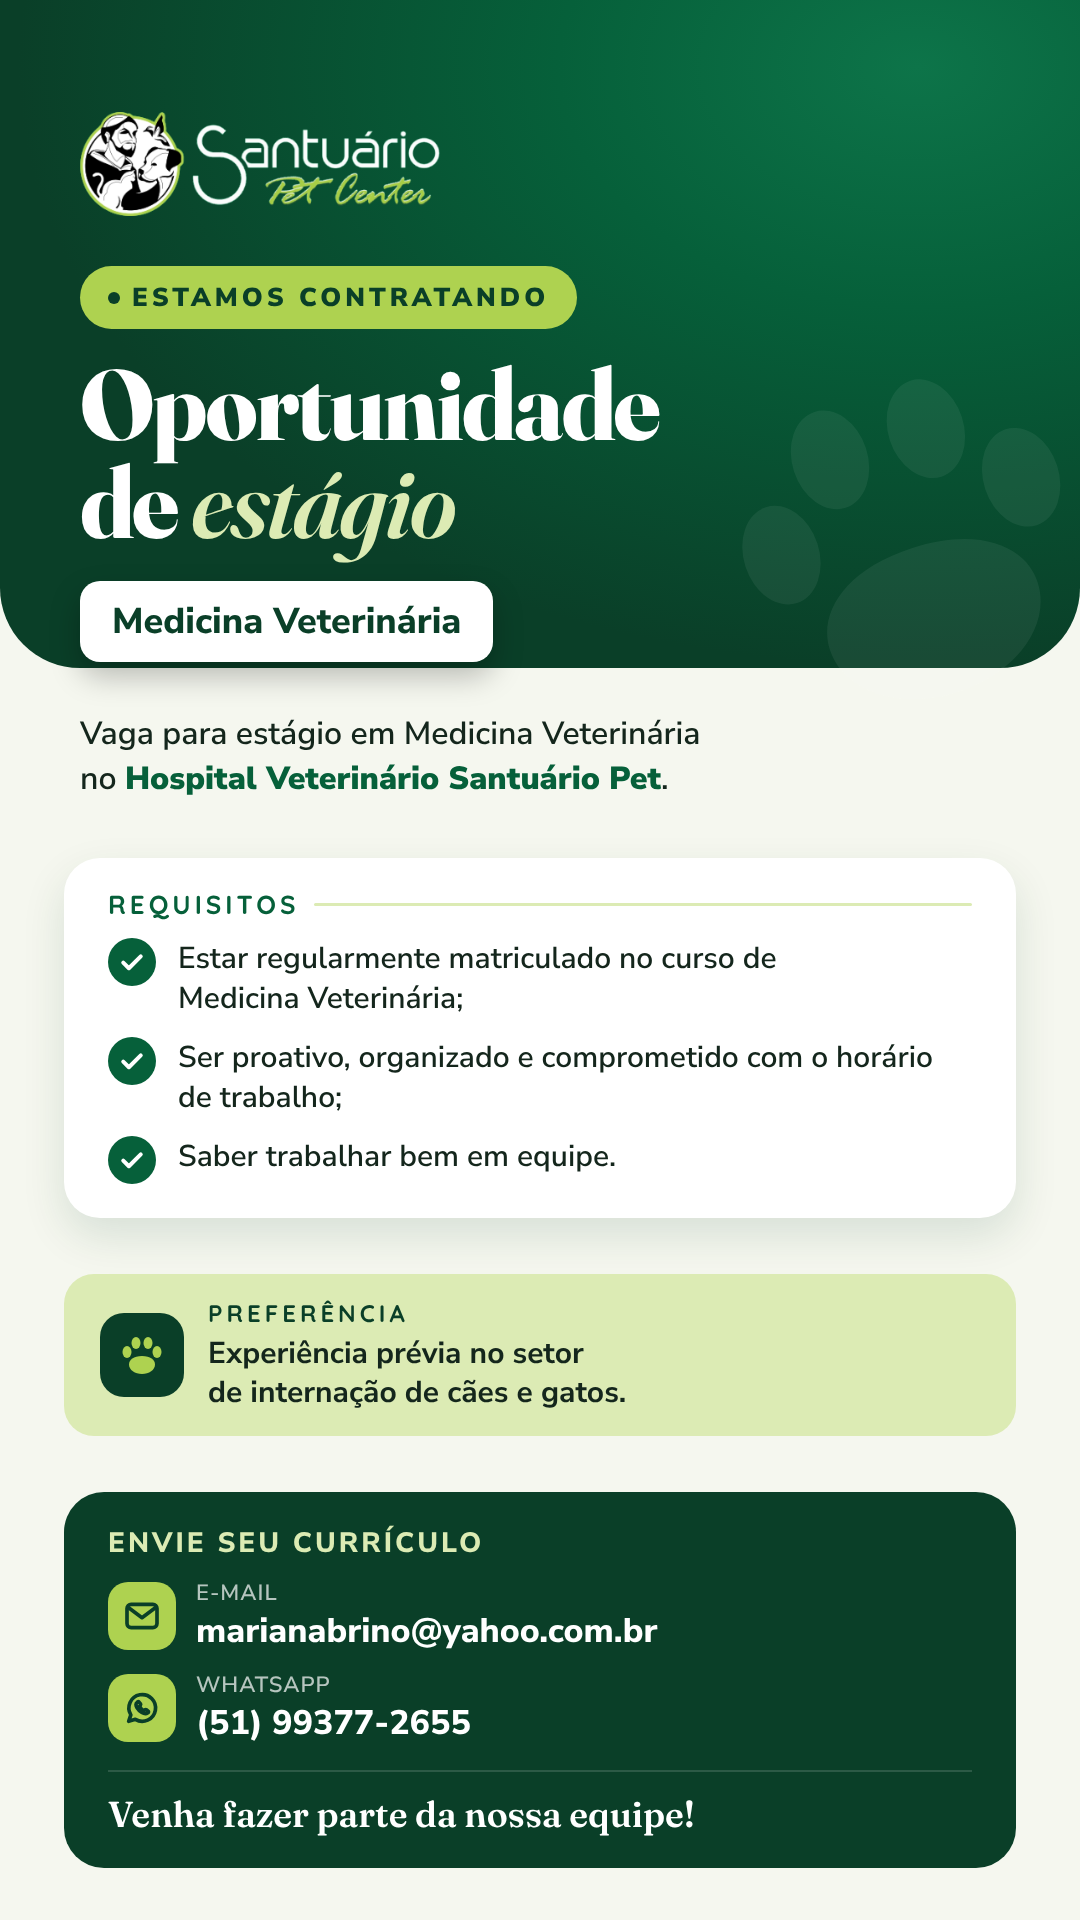 Santuário
Pet Center
ESTAMOS CONTRATANDO
Oportunidade
de estágio
Medicina Veterinária
Vaga para estágio em Medicina Veterinária
no Hospital Veterinário Santuário Pet.
REQUISITOS
Estar regularmente matriculado no curso de
Medicina Veterinária;
Ser proativo, organizado e comprometido com o horário
de trabalho;
Saber trabalhar bem em equipe.
PREFERÊNCIA
Experiência prévia no setor
de internação de cães e gatos.
ENVIE SEU CURRÍCULO
E-MAIL
marianabrino@yahoo.com.br
WHATSAPP
(51) 99377-2655
Venha fazer parte da nossa equipe!